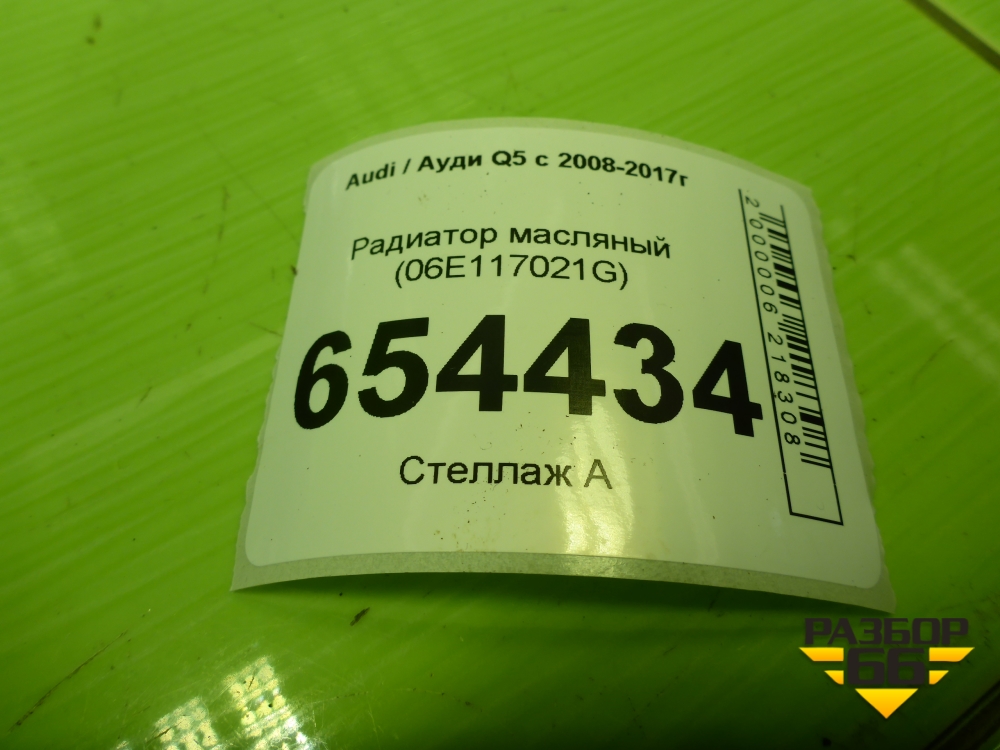 Audi / Ауди Q5 с 2008-2017г
Радиатор масляный
(06E117021G)
654434
Стеллаж А
2000006218308
РАЗБОР
66